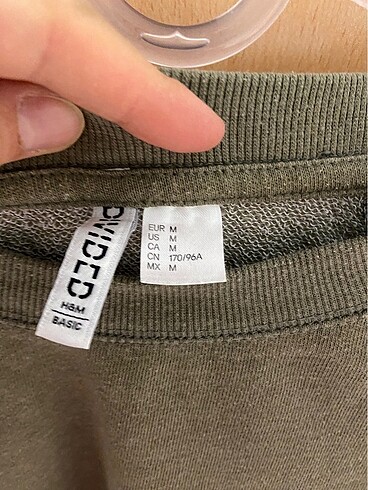 DIVIDED
H&M
BASIC
EUR M
US M
CA M
CN 170/96A
MX M